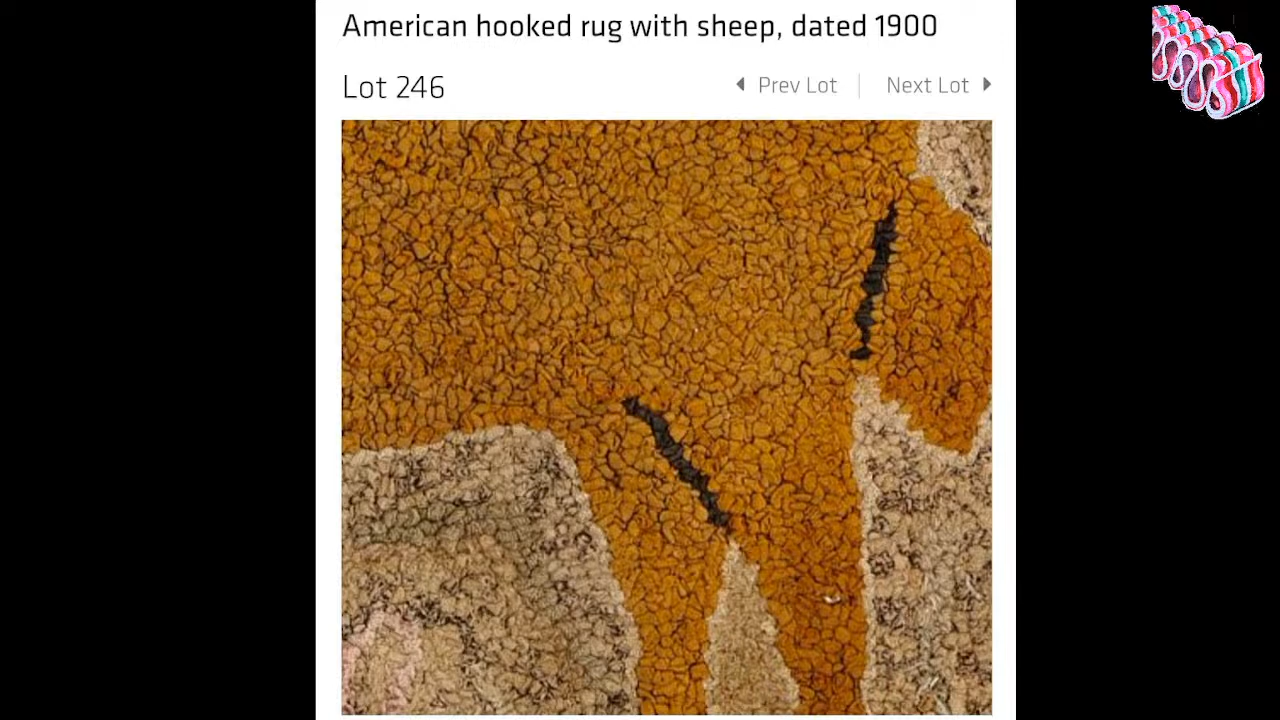 American hooked rug with sheep, dated 1900
Lot 246
Prev Lot
Next Lot